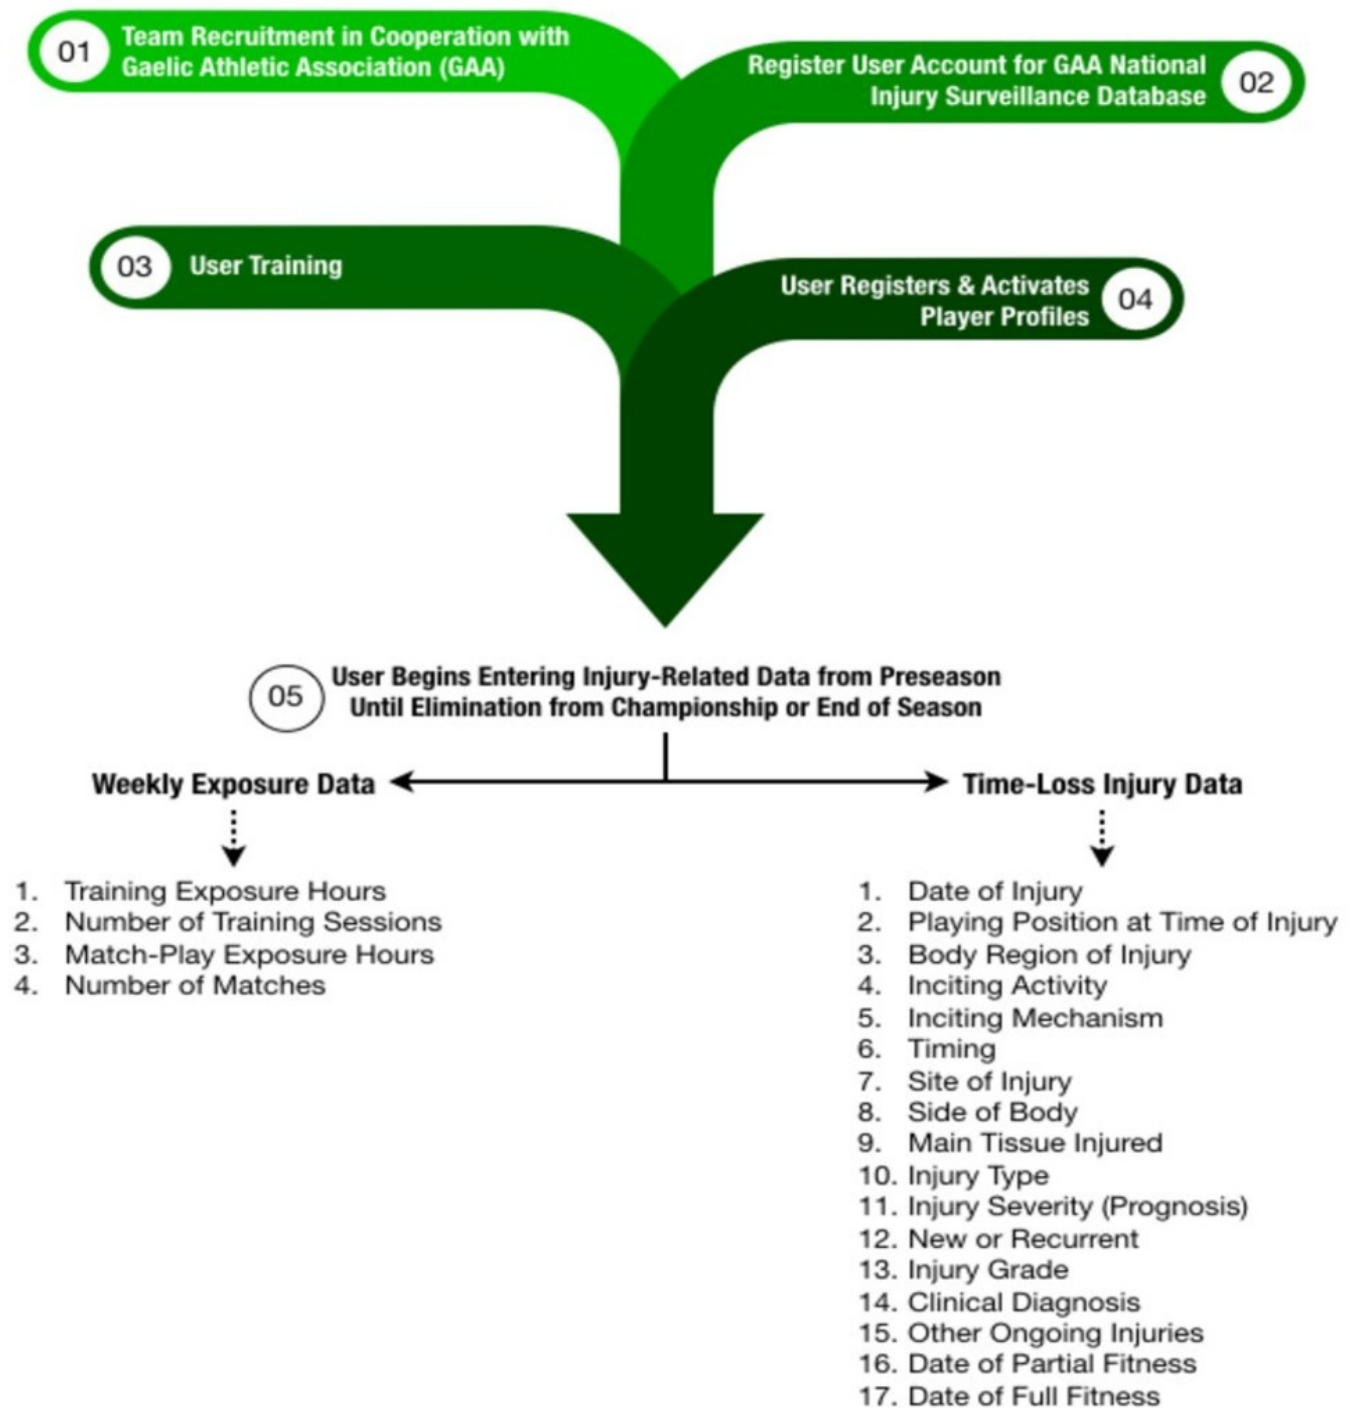 01
Team Recruitment in Cooperation with
Gaelic Athletic Association (GAA)
Register User Account for GAA National
Injury Surveillance Database
02
03
User Training
User Registers & Activates
Player Profiles
04
05
User Begins Entering Injury-Related Data from Preseason
Until Elimination from Championship or End of Season
Weekly Exposure Data
1. Training Exposure Hours
2. Number of Training Sessions
3. Match-Play Exposure Hours
4. Number of Matches
Time-Loss Injury Data
1. Date of Injury
2. Playing Position at Time of Injury
3. Body Region of Injury
4. Inciting Activity
5. Inciting Mechanism
6. Timing
7. Site of Injury
8. Side of Body
9. Main Tissue Injured
10. Injury Type
11. Injury Severity (Prognosis)
12. New or Recurrent
13. Injury Grade
14. Clinical Diagnosis
15. Other Ongoing Injuries
16. Date of Partial Fitness
17. Date of Full Fitness